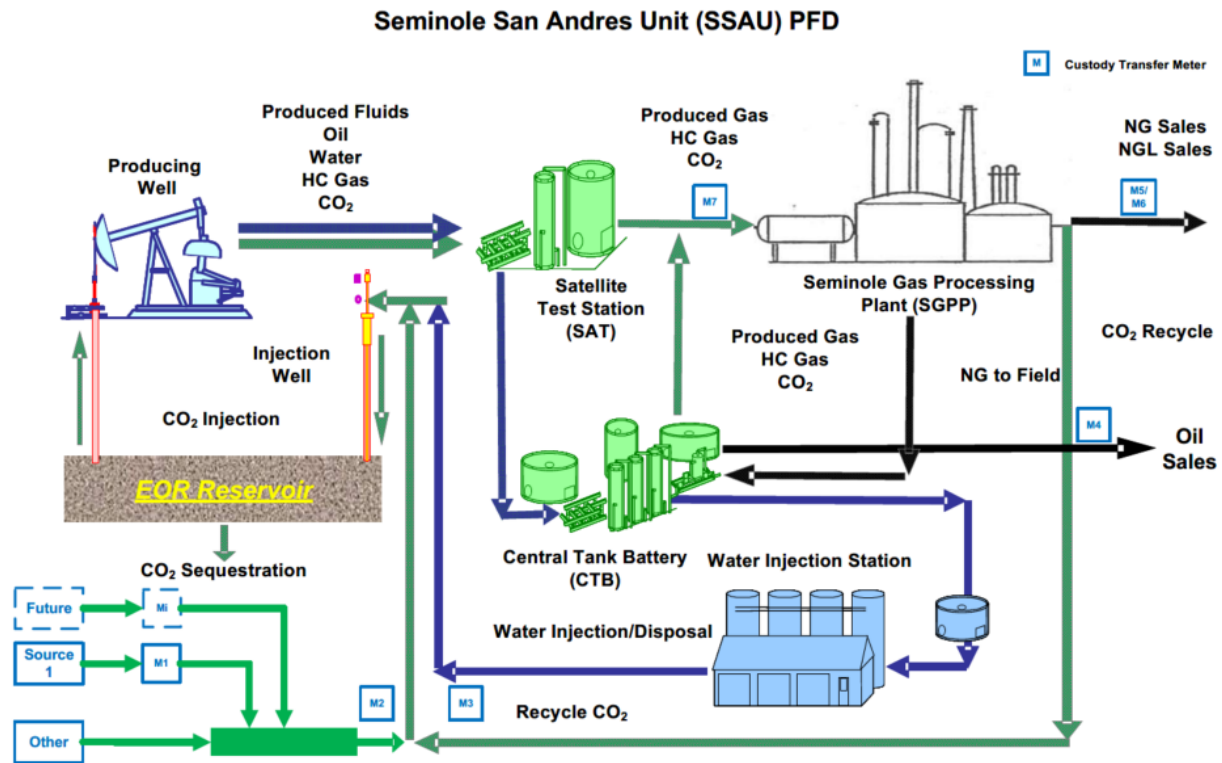 Seminole San Andres Unit (SSAU) PFD
M
Custody Transfer Meter
Produced Fluids
Oil
Water
HC Gas
CO₂
Producing
Well
Produced Gas
HC Gas
CO₂
M7
NG Sales
NGL Sales
M5/
M6
Satellite
Test Station
(SAT)
Seminole Gas Processing
Plant (SGPP)
Injection
Well
Produced Gas
HC Gas
CO₂
CO₂ Recycle
NG to Field
CO₂ Injection
M4
Oil
Sales
EOR Reservoir
CO₂ Sequestration
Central Tank Battery
(CTB)
Water Injection Station
Future
Mi
Source
1
M1
Water Injection/Disposal
M2
M3
Recycle CO₂
Other